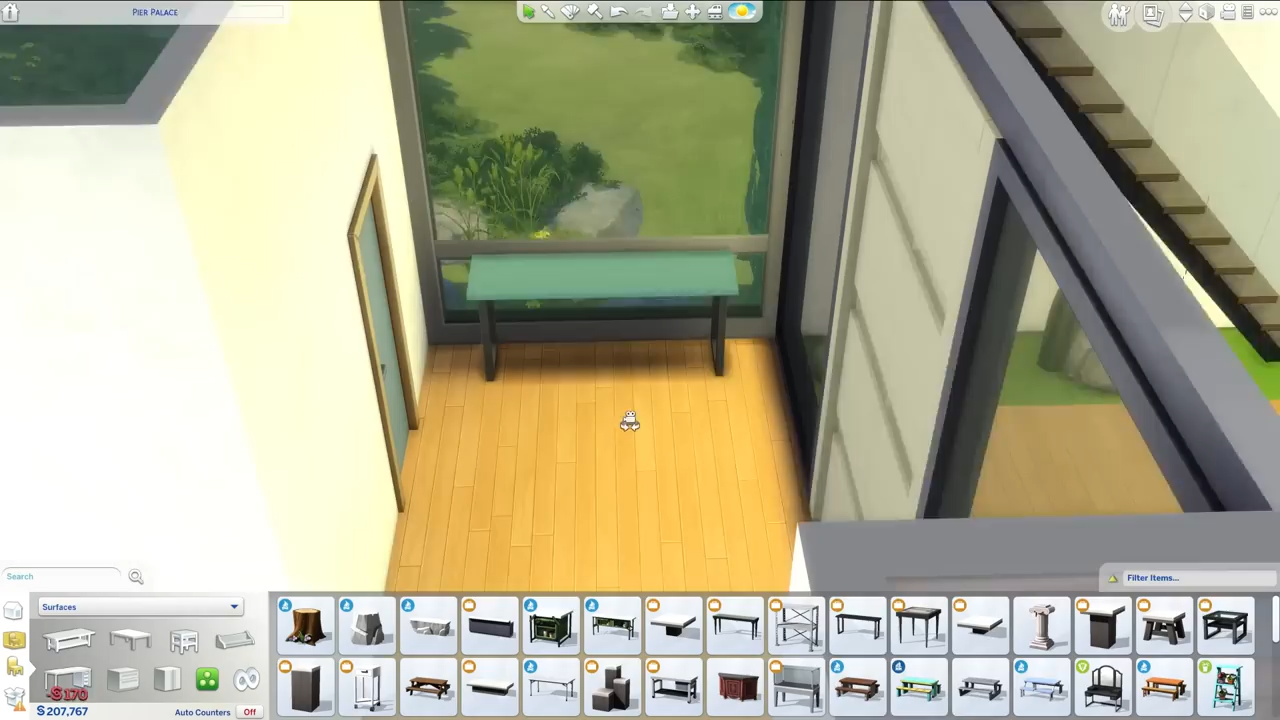 Pier Palace
Search
Filter Items...
Surfaces
-$170
$207,767
Auto Counters
Off